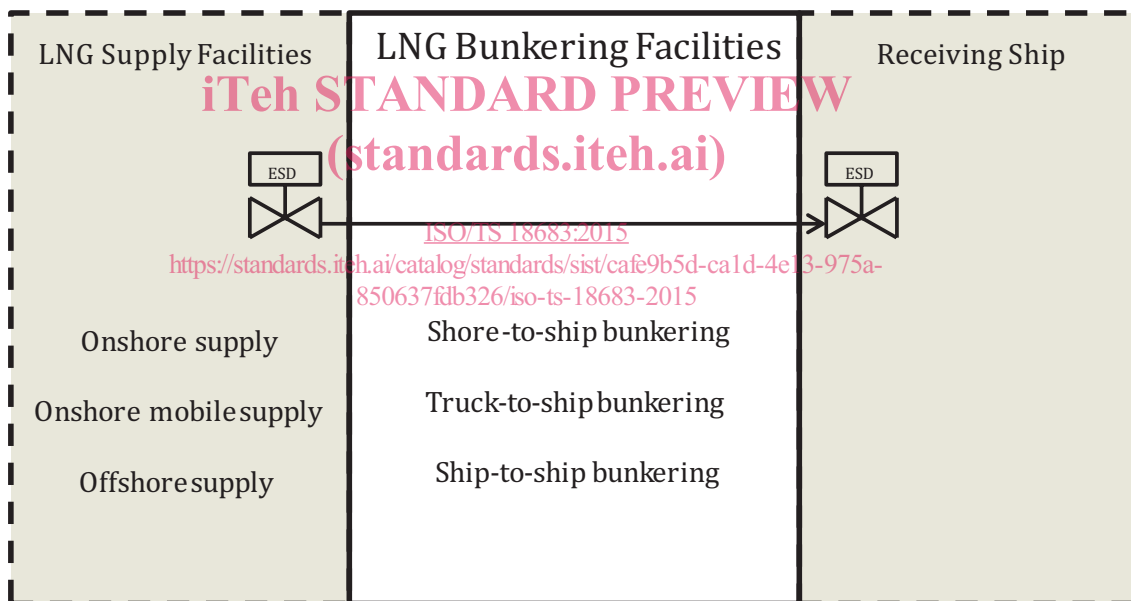 LNG Supply Facilities
LNG Bunkering Facilities
Receiving Ship
iTeh STANDARD PREVIEW
(standards.iteh.ai)
ESD
ESD
ISO/TS 18683:2015
https://standards.iteh.ai/catalog/standards/sist/cafe9b5d-ca1d-4e13-975a-
850637fdb326/iso-ts-18683-2015
Onshore supply
Shore-to-ship bunkering
Onshore mobile supply
Truck-to-ship bunkering
Offshore supply
Ship-to-ship bunkering